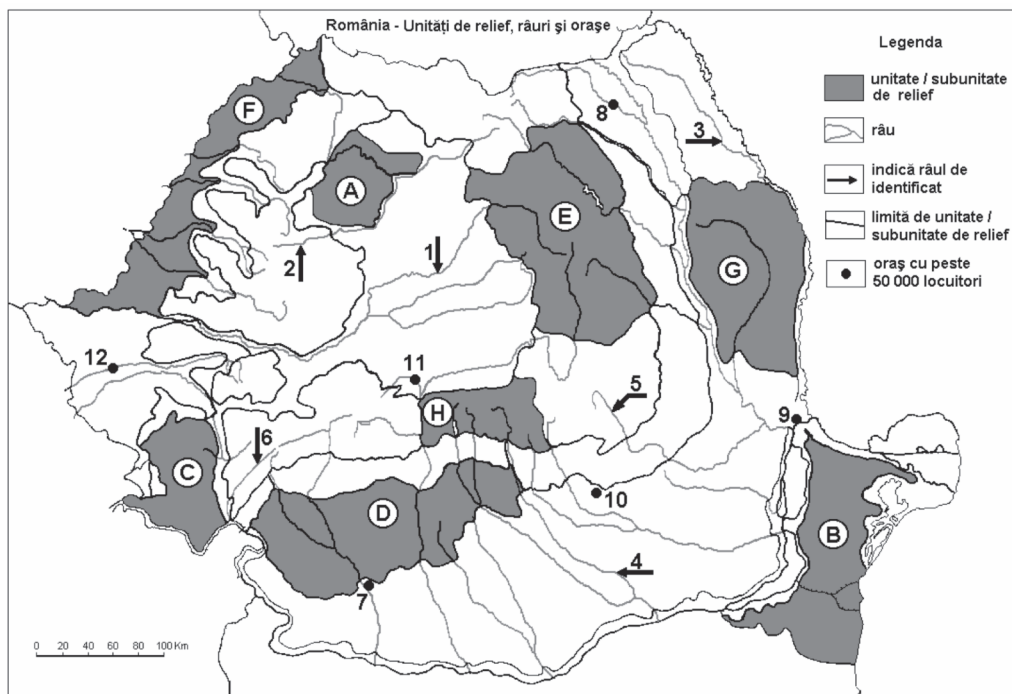 România - Unităţi de relief, râuri şi oraşe
Legenda
unitate / subunitate
de relief
râu
indică râul de
identificat
limită de unitate /
subunitate de relief
oraş cu peste
50 000 locuitori
F
8
3
A
E
1
2
G
12
11
5
H
9
6
C
D
10
B
4
7
0 20 40 60 80 100 Km